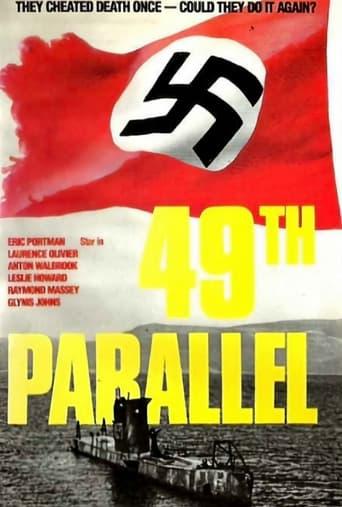 THEY CHEATED DEATH ONCE — COULD THEY DO IT AGAIN?
49TH
ERIC PORTMAN Star in
LAURENCE OLIVIER
ANTON WALBROOK
LESLIE HOWARD
RAYMOND MASSEY
GLYNIS JOHNS
PARALLEL